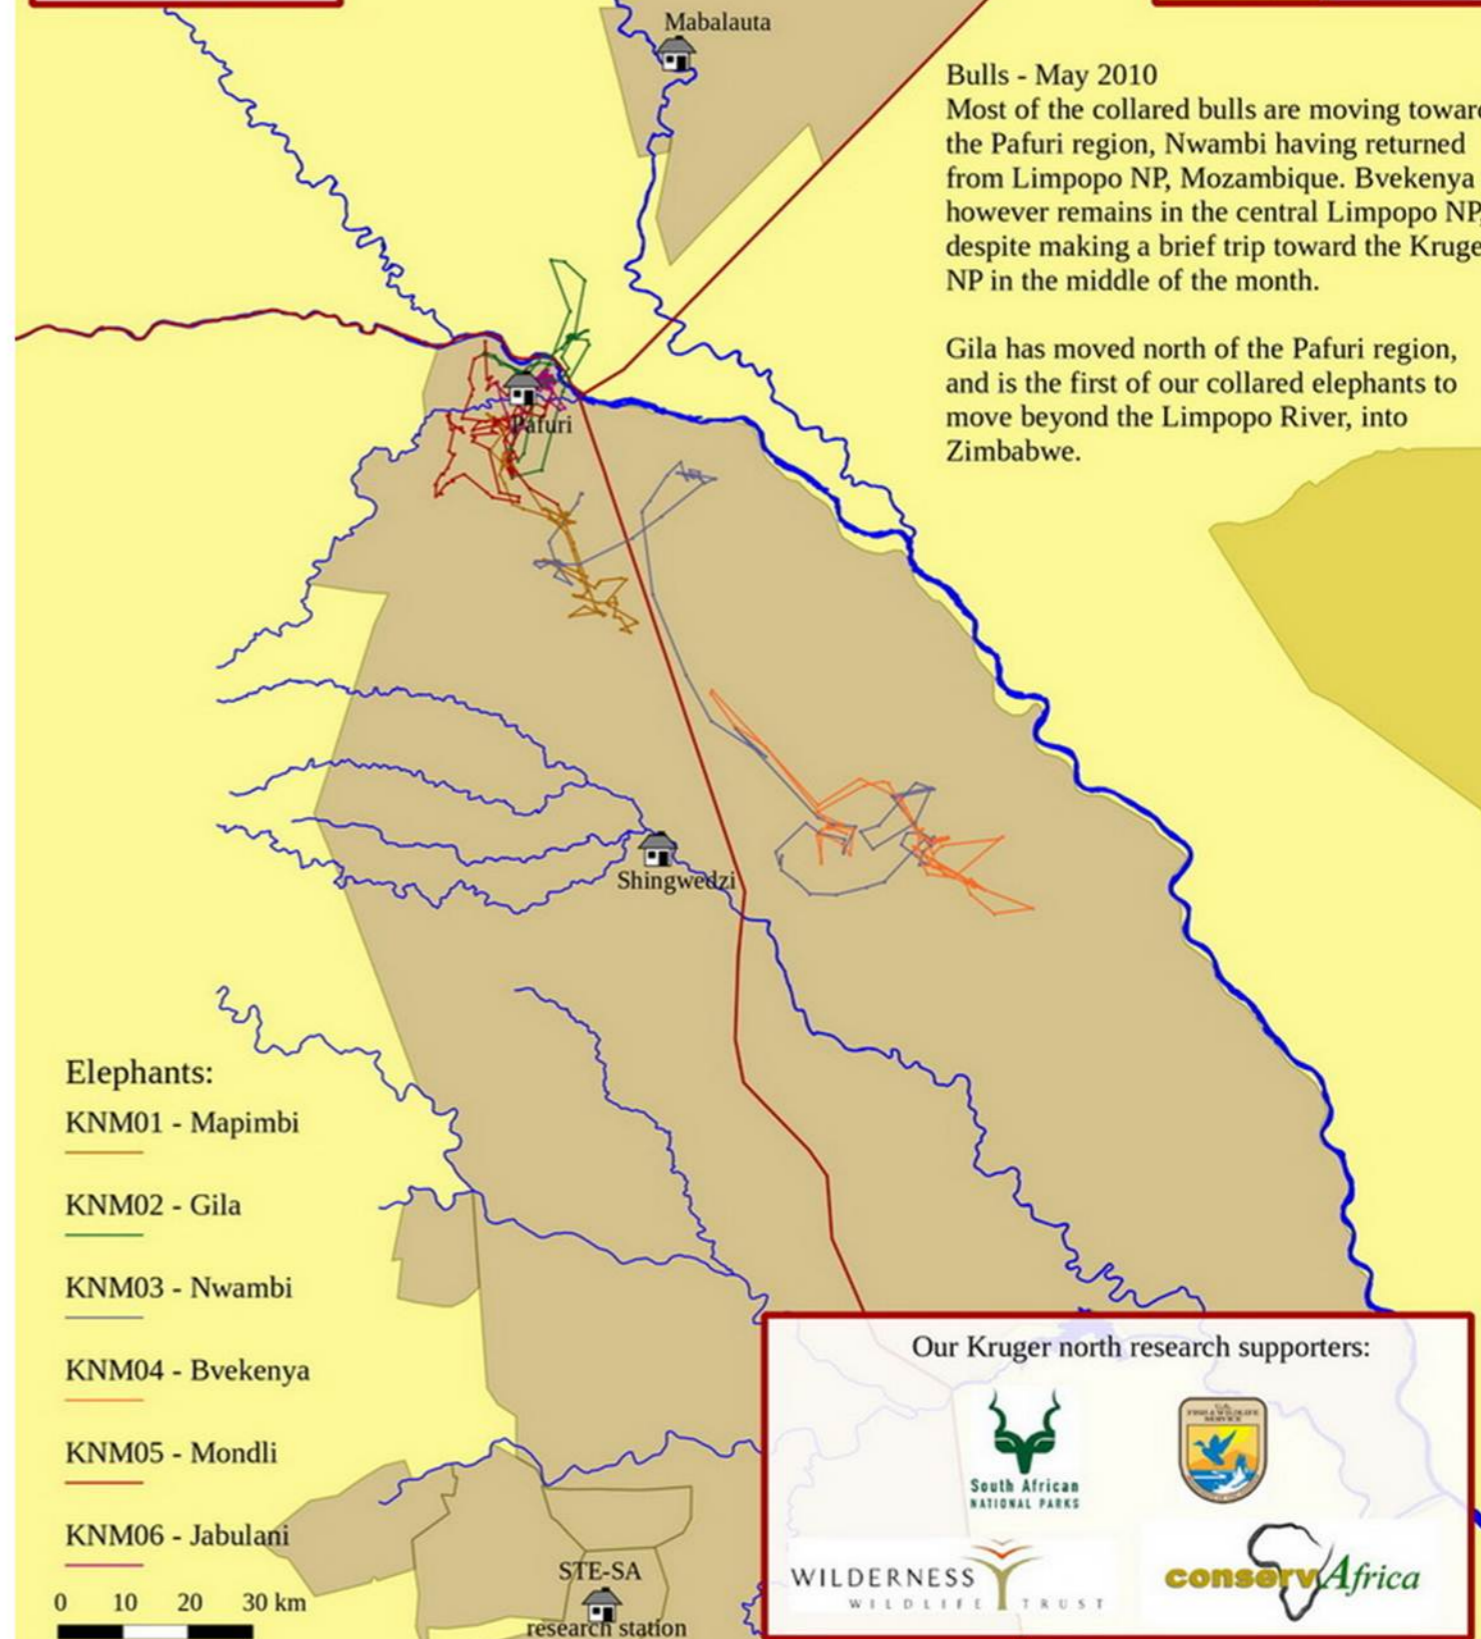 Mabalauta
Bulls - May 2010
Most of the collared bulls are moving toward
the Pafuri region, Nwambi having returned
from Limpopo NP, Mozambique. Bvekenya
however remains in the central Limpopo NP,
despite making a brief trip toward the Kruge
NP in the middle of the month.
Gila has moved north of the Pafuri region,
and is the first of our collared elephants to
move beyond the Limpopo River, into
Zimbabwe.
Pafuri
Shingwedzi
Elephants:
KNM01 - Mapimbi
KNM02 - Gila
KNM03 - Nwambi
KNM04 - Bvekenya
KNM05 - Mondli
KNM06 - Jabulani
0 10 20 30 km
STE-SA
research station
Our Kruger north research supporters:
South African
NATIONAL PARKS
U.S.
FISH & WILDLIFE
SERVICE
WILDERNESS
WILDLIFE TRUST
conservAfrica